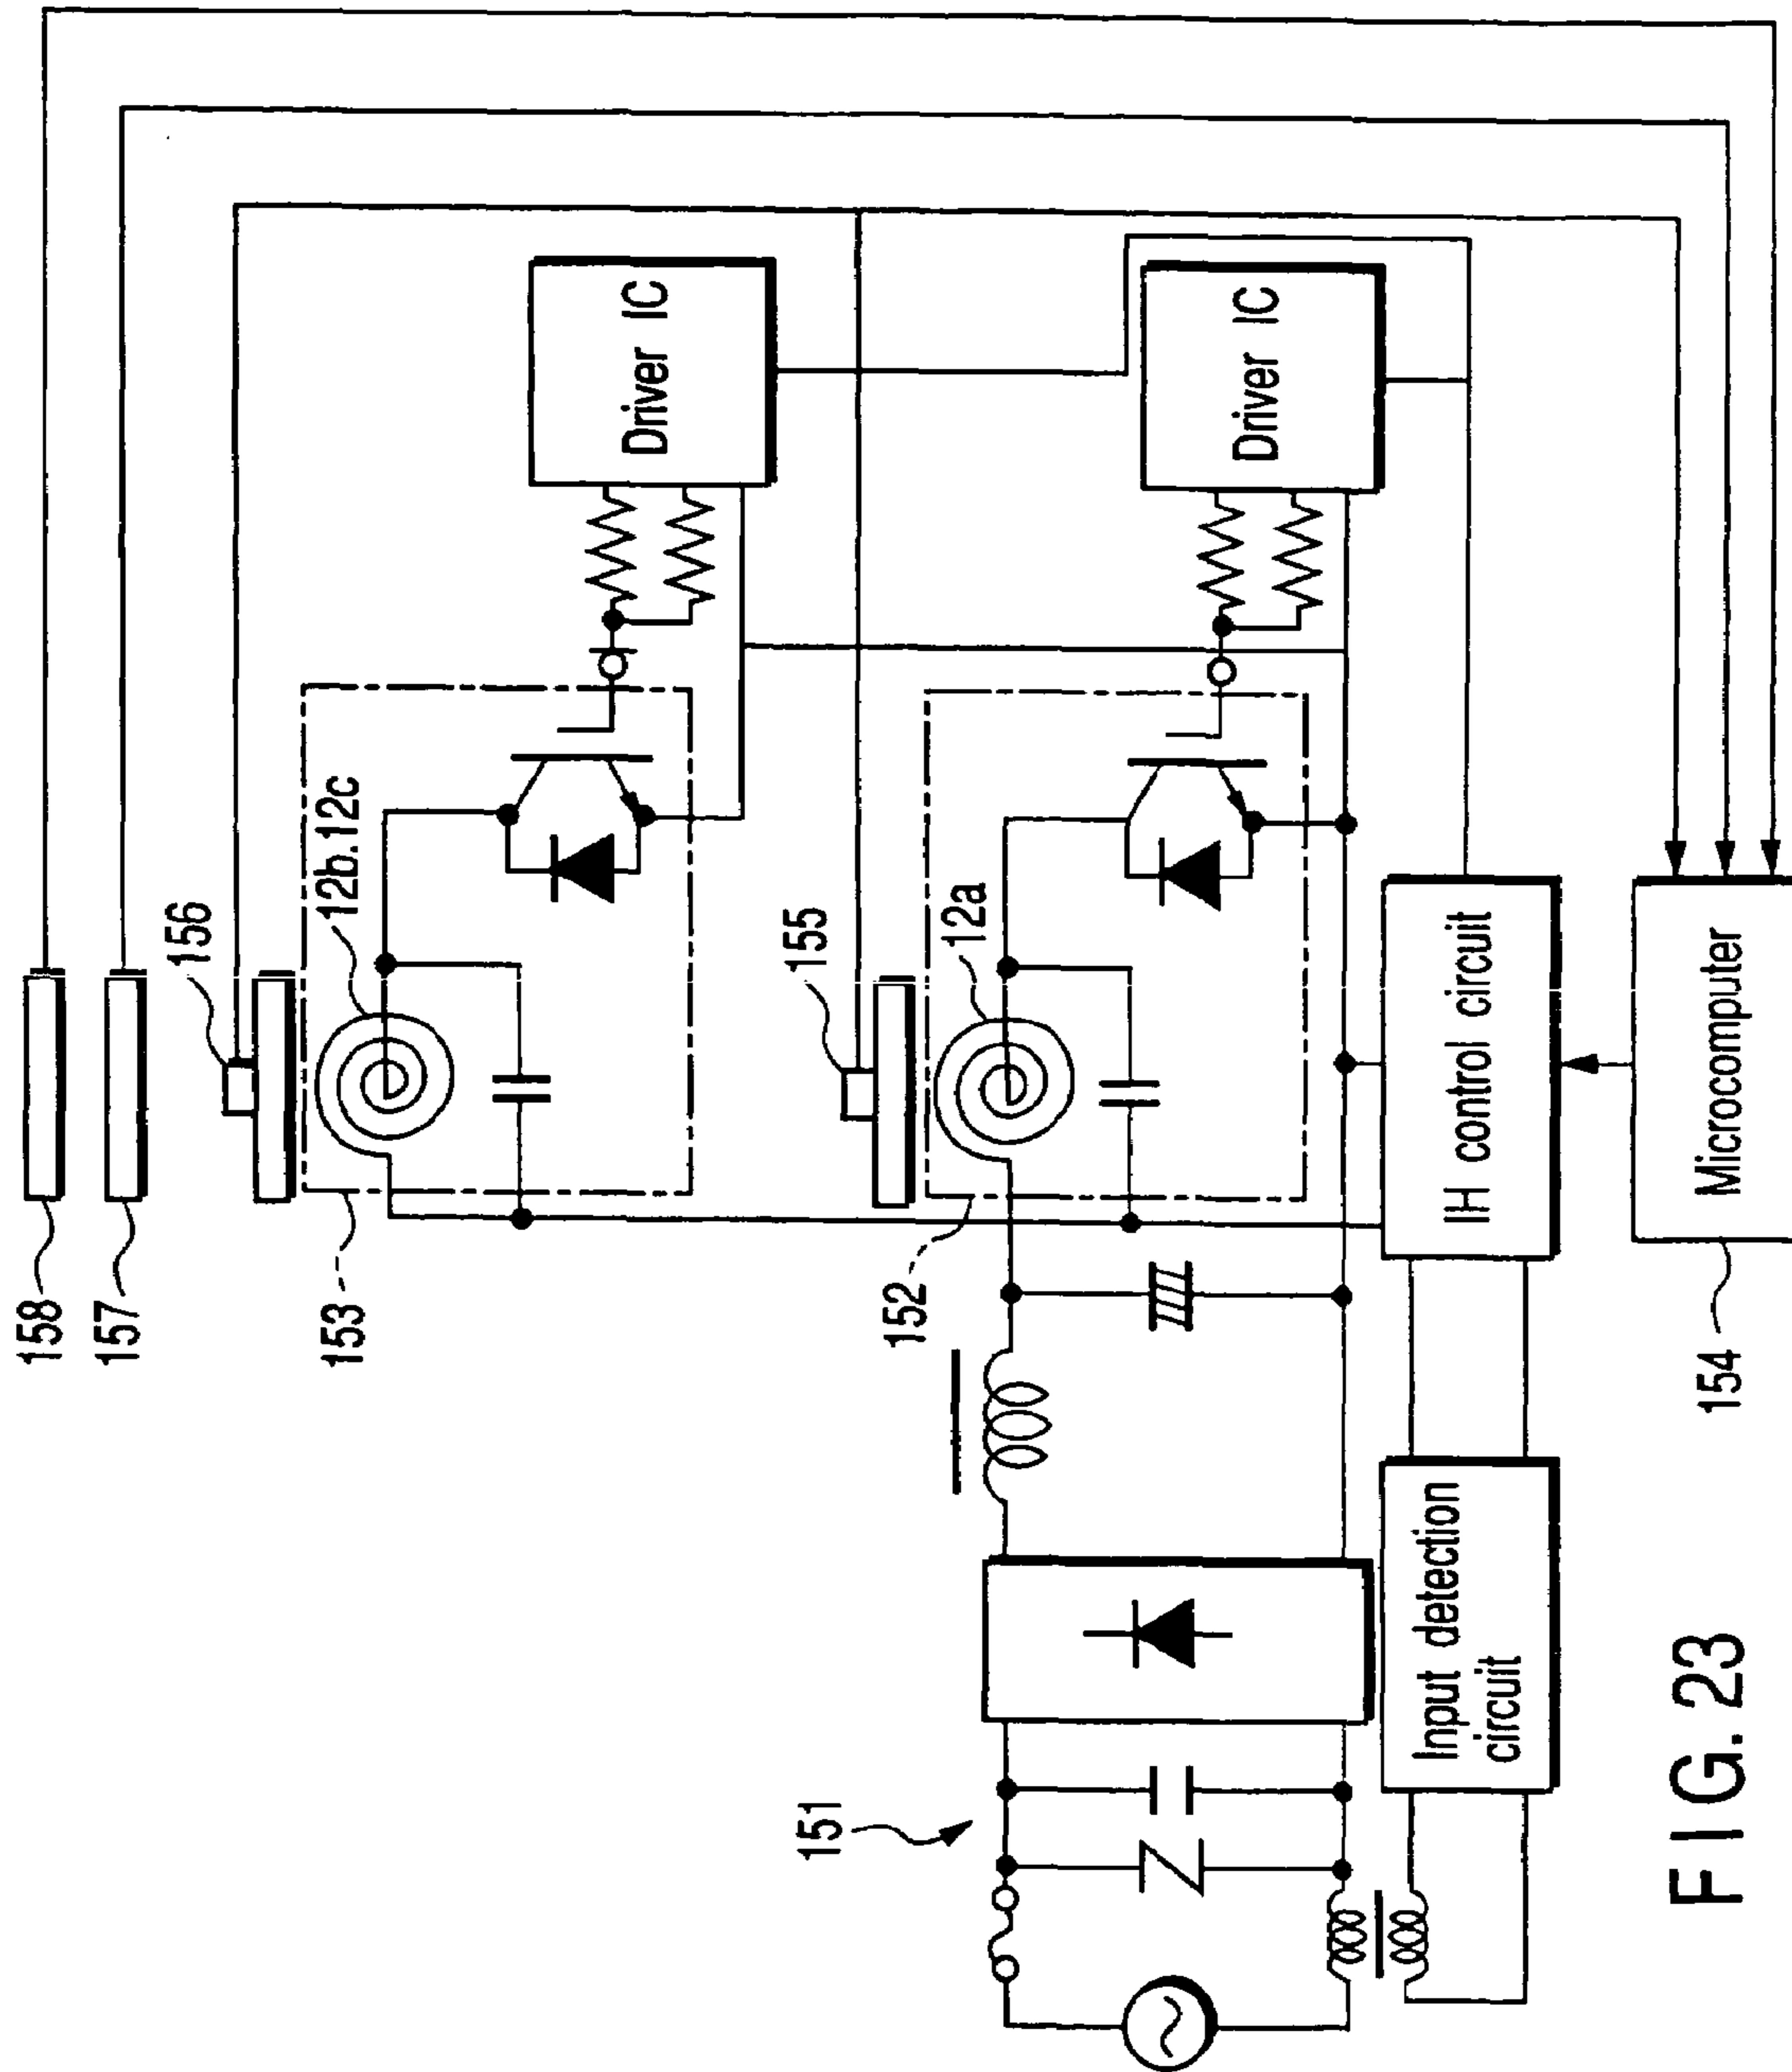 158
157
156
12b.12c
153
Driver IC
155
12a
152
Driver IC
151
IH control circuit
Input detection
circuit
Microcomputer
154
FIG. 23